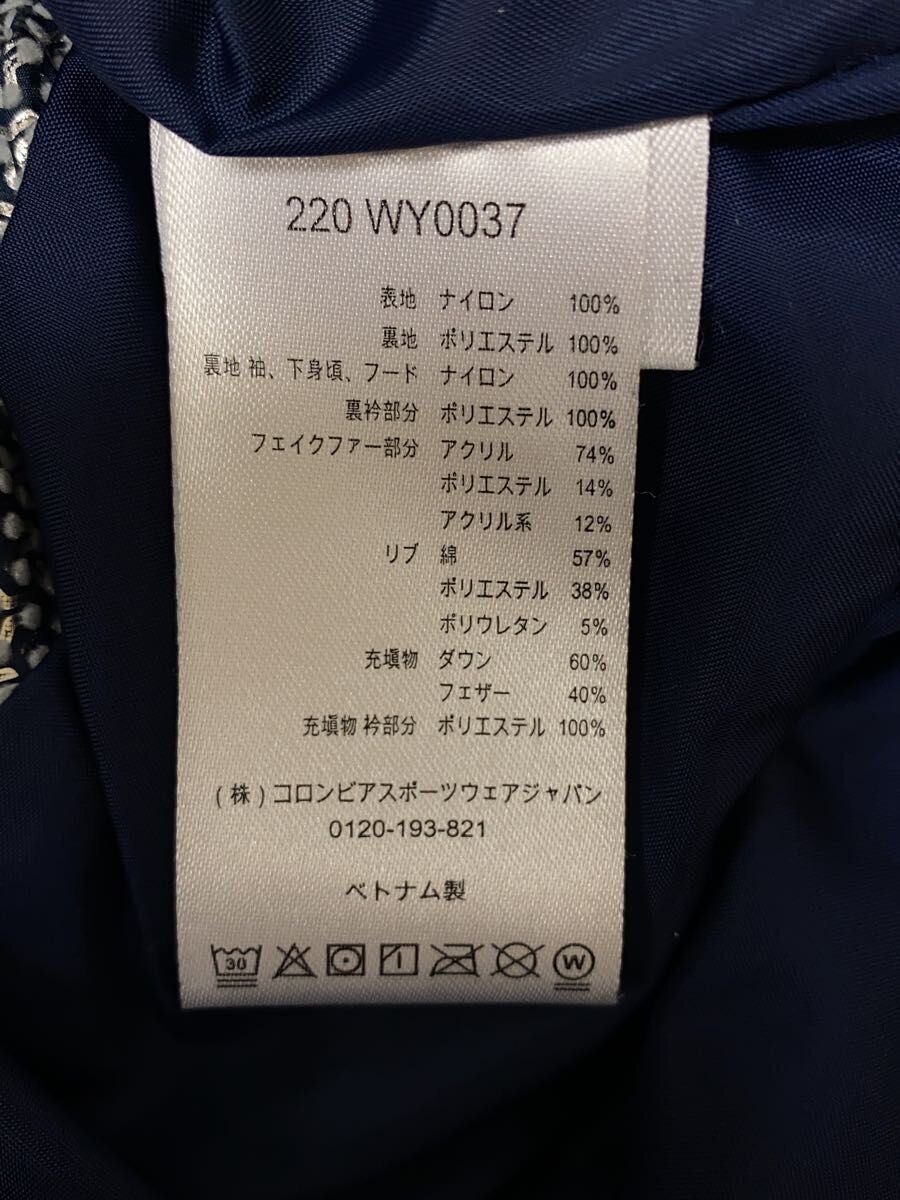 220 WY0037
表地 ナイロン 100%
裏地 ポリエステル 100%
裏地 袖、下身頃、フード ナイロン 100%
裏衿部分 ポリエステル 100%
フェイクファー部分 アクリル 74%
ポリエステル 14%
アクリル系 12%
リブ 綿 57%
ポリエステル 38%
ポリウレタン 5%
充塡物 ダウン 60%
フェザー 40%
充塡物 衿部分 ポリエステル 100%
(株)コロンビアスポーツウェアジャパン
0120-193-821
ベトナム製
30 W